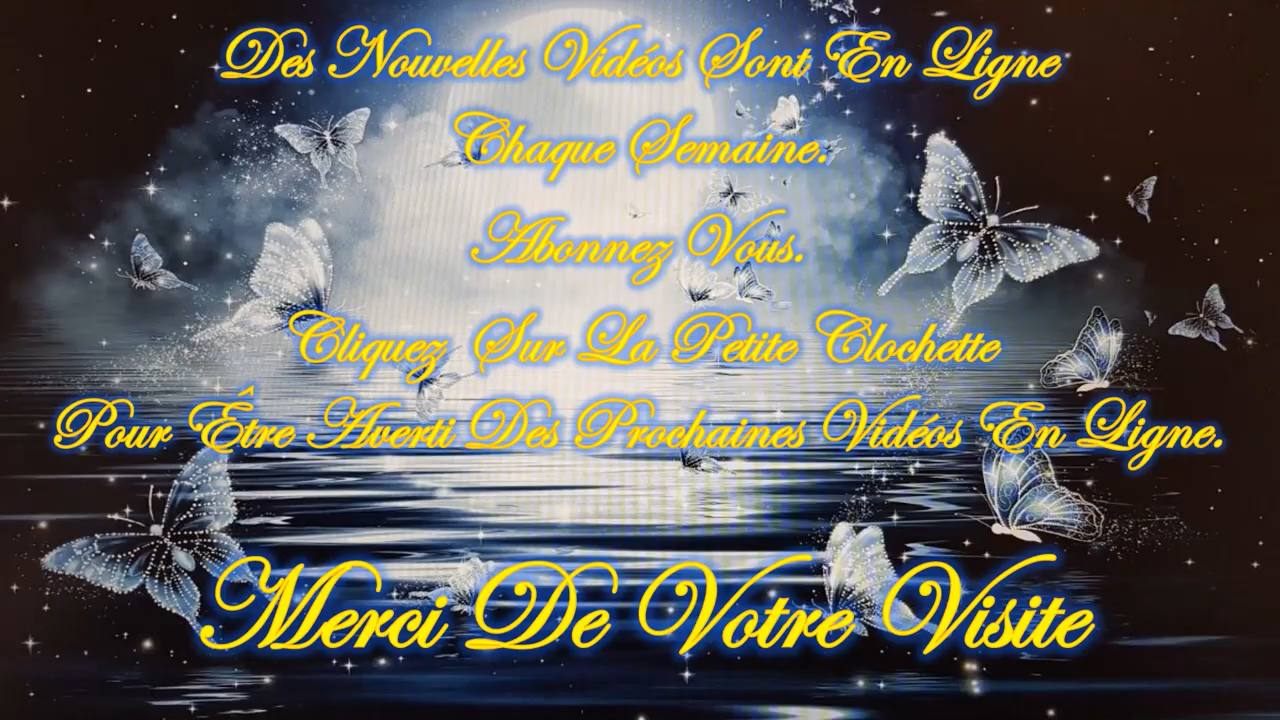 Des Nouvelles Vidéos Sont En Ligne
Chaque Semaine.
Abonnez Vous.
Cliquez Sur La Petite Clochette
Pour Être Averti Des Prochaines Vidéos En Ligne.
Merci De Votre Visite